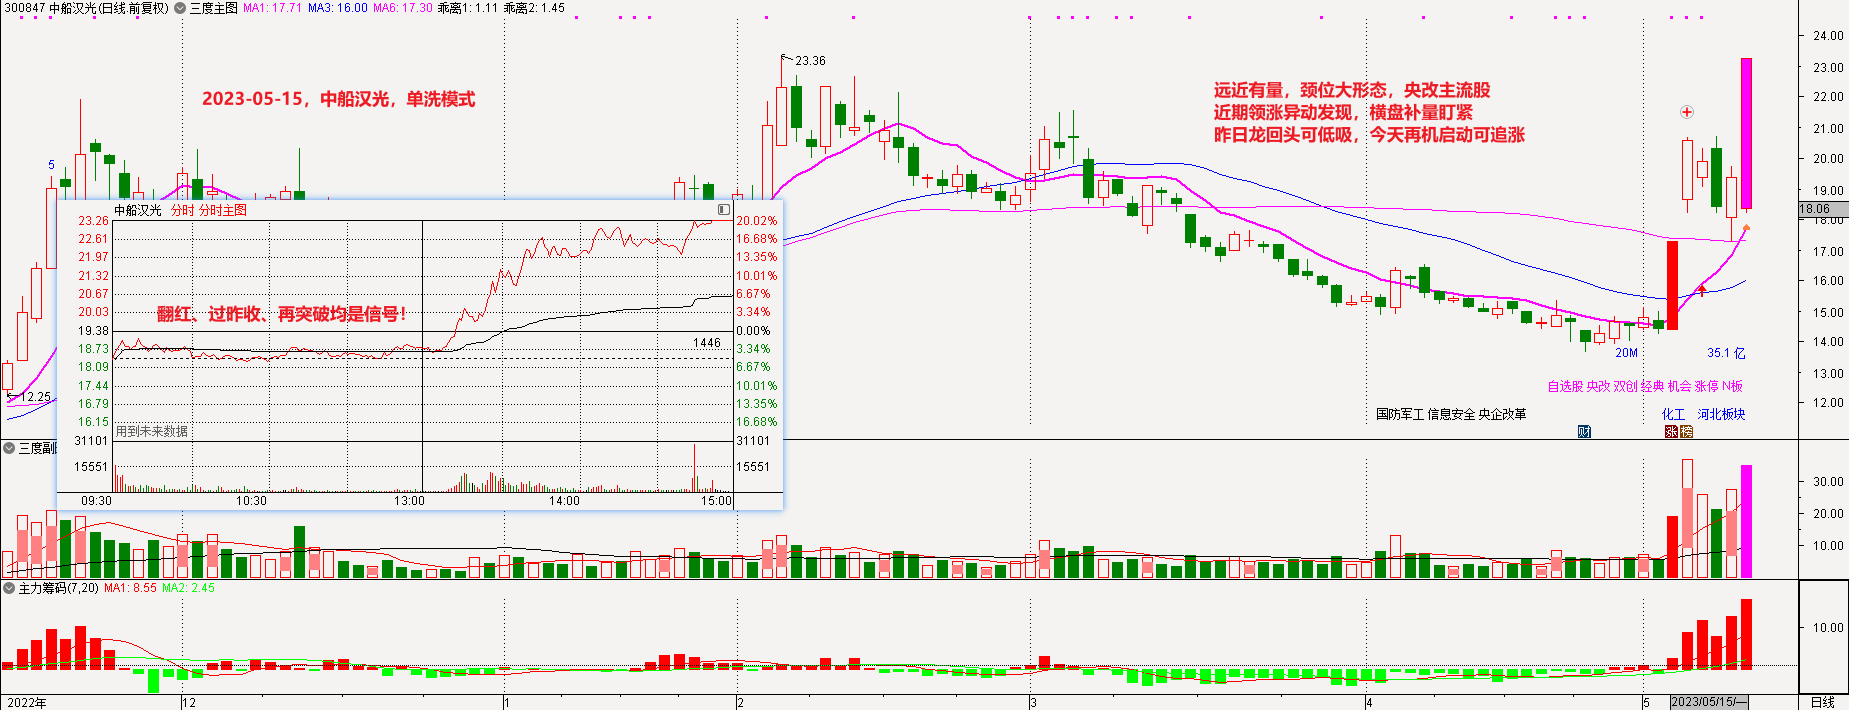 300847 中船汉光(日线.前复权) 三度主图 MA1: 17.71 MA3: 16.00 MA6: 17.30 乖离1: 1.11 乖离2: 1.45
24.00
23.00
22.00
21.00
20.00
19.00
18.06
18.00
17.00
16.00
15.00
14.00
13.00
12.00
23.36
2023-05-15，中船汉光，单洗模式
远近有量，颈位大形态，央改主流股
近期领涨异动发现，横盘补量盯紧
昨日龙回头可低吸，今天再机启动可追涨
5
12.25
中船汉光 分时 分时主图
23.26 20.02%
22.61 16.68%
21.97 13.35%
21.32 10.01%
20.67 6.67%
20.03 3.34%
19.38 0.00%
18.73 3.34%
18.09 6.67%
17.44 10.01%
16.79 13.35%
16.15 16.68%
翻红、过昨收、再突破均是信号！
1446
用到未来数据
31101 31101
15551 15551
09:30 10:30 13:00 14:00 15:00
20M 35.1 亿
自选股 央改 双创 经典 机会 涨停 N板
国防军工 信息安全 央企改革 化工 河北板块
财 涨 榜
三度副
30.00
20.00
10.00
主力筹码(7,20) MA1: 8.55 MA2: 2.45
10.00
2022年 12 1 2 3 4 5 2023/05/15/一 日线